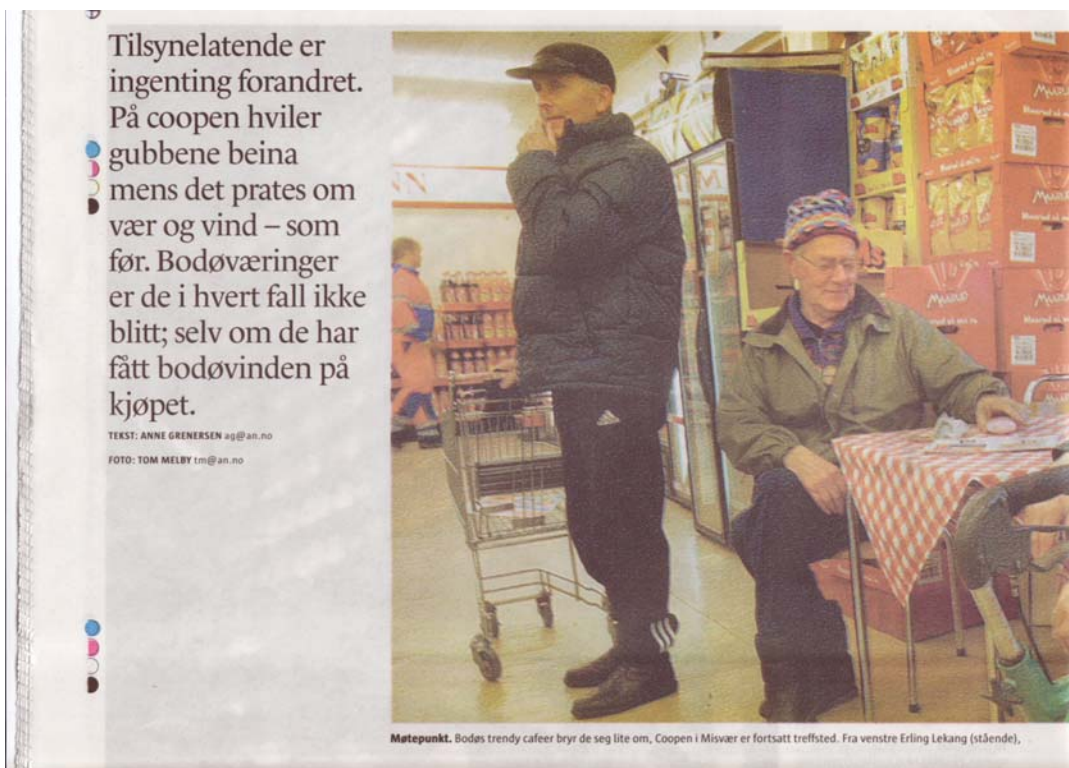 Tilsynelatende er
ingenting forandret.
På coopen hviler
gubbene beina
mens det prates om
vær og vind – som
før. Bodøværinger
er de i hvert fall ikke
blitt; selv om de har
fått bodøvinden på
kjøpet.
TEKST: ANNE GRENERSEN ag@an.no
FOTO: TOM MELBY tm@an.no
Møtepunkt. Bodøs trendy cafeer bryr de seg lite om, Coopen i Misvær er fortsatt treffsted. Fra venstre Erling Lekang (stående),